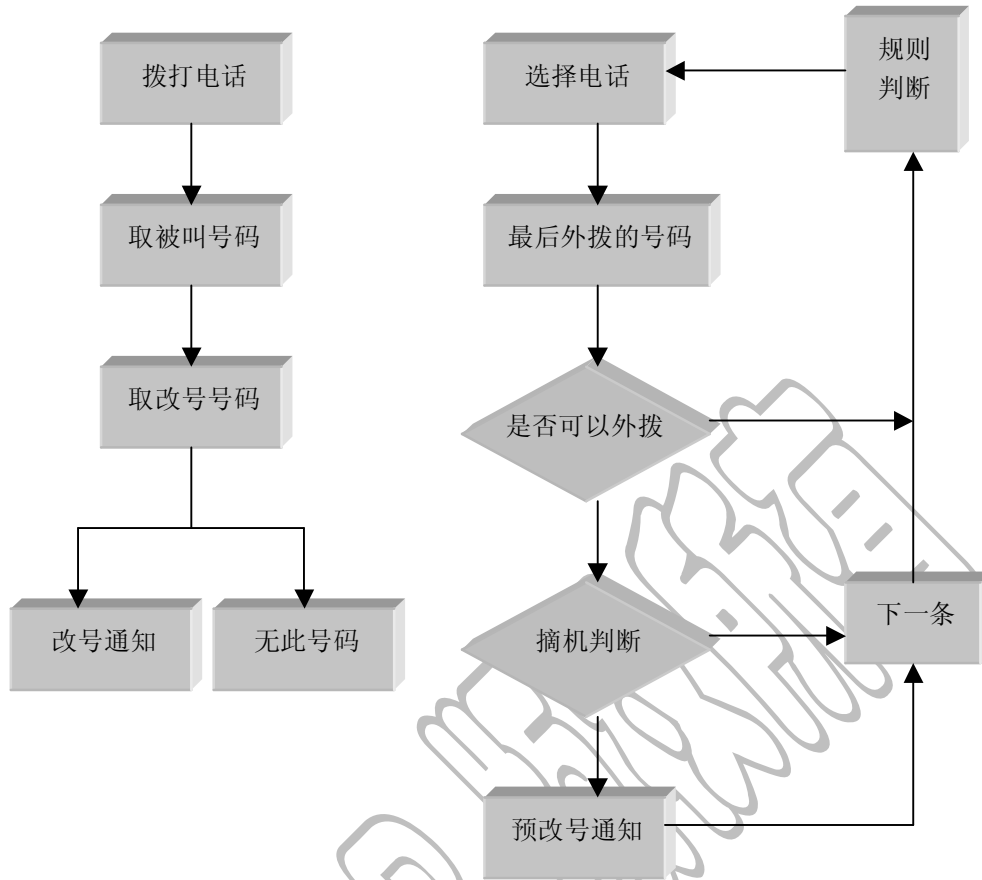 拨打电话
取被叫号码
取改号号码
改号通知
无此号码
选择电话
最后外拨的号码
是否可以外拨
摘机判断
预改号通知
规则
判断
下一条